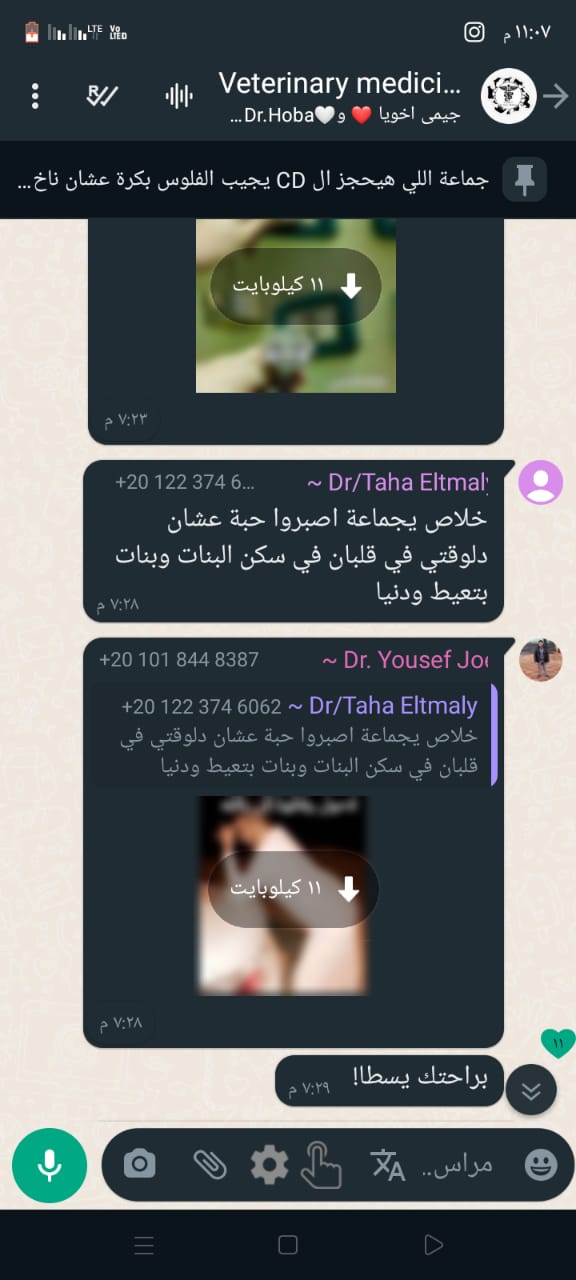 LTE Vo LTED
١١:٠٧ م
Veterinary medici...
جيمى اخويا ❤️ و🤍Dr.Hoba...
جماعة اللي هيحجز ال CD يجيب الفلوس بكرة عشان ناخ...
١١ كيلوبايت
٧:٢٣ م
~ Dr/Taha Eltmaly +20 122 374 6...
خلاص يجماعة اصبروا حبة عشان
دلوقتي في قلبان في سكن البنات وبنات
بتعيط ودنيا
٧:٢٨ م
~ Dr. Yousef Joe +20 101 844 8387
~ Dr/Taha Eltmaly +20 122 374 6062
خلاص يجماعة اصبروا حبة عشان دلوقتي في
قلبان في سكن البنات وبنات بتعيط ودنيا
١١ كيلوبايت
٧:٢٨ م
١١
براحتك يسطا!
٧:٢٩ م
مراس..